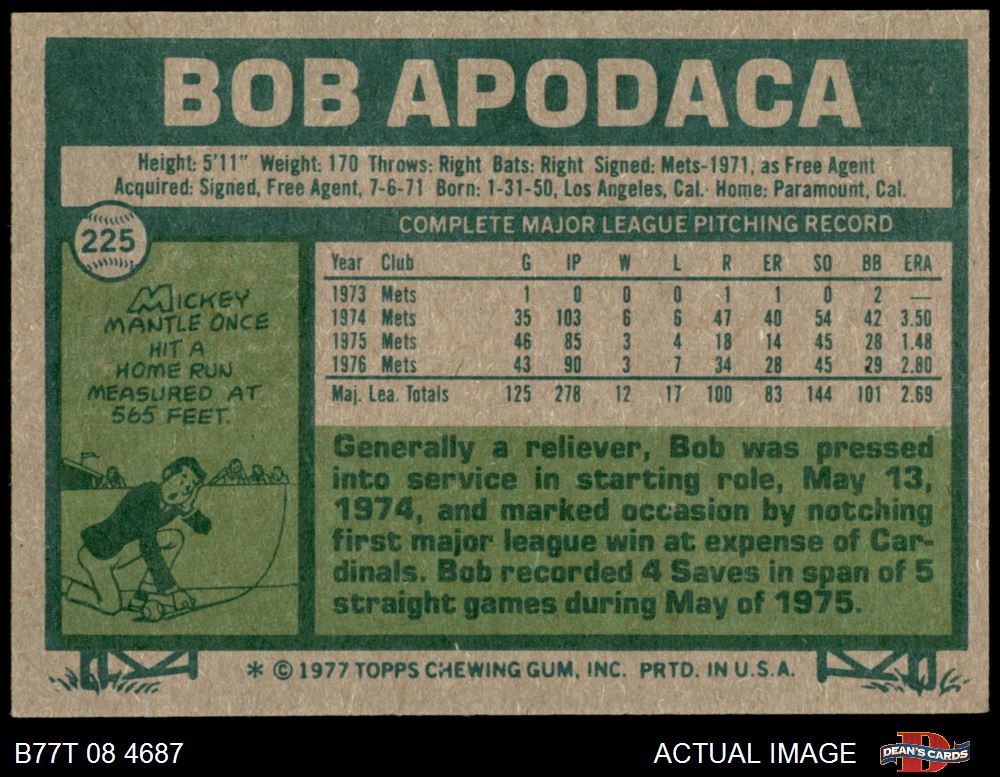 BOB APODACA
Height: 5'11" Weight: 170 Throws: Right Bats: Right Signed: Mets-1971, as Free Agent
Acquired: Signed, Free Agent, 7-6-71 Born: 1-31-50, Los Angeles, Cal. Home: Paramount, Cal.
225
COMPLETE MAJOR LEAGUE PITCHING RECORD
MICKEY
MANTLE ONCE
HIT A
HOME RUN
MEASURED AT
565 FEET.
Year Club G IP W L R ER SO BB ERA
1973 Mets 1 0 0 0 1 1 0 2 —
1974 Mets 35 103 6 6 47 40 54 42 3.50
1975 Mets 46 85 3 4 18 14 45 28 1.48
1976 Mets 43 90 3 7 34 28 45 29 2.80
Maj. Lea. Totals 125 278 12 17 100 83 144 101 2.69
Generally a reliever, Bob was pressed
into service in starting role, May 13,
1974, and marked occasion by notching
first major league win at expense of Car-
dinals. Bob recorded 4 Saves in span of 5
straight games during May of 1975.
* © 1977 TOPPS CHEWING GUM, INC. PRTD. IN U.S.A.
B77T 08 4687
ACTUAL IMAGE
D
DEAN'S CARDS